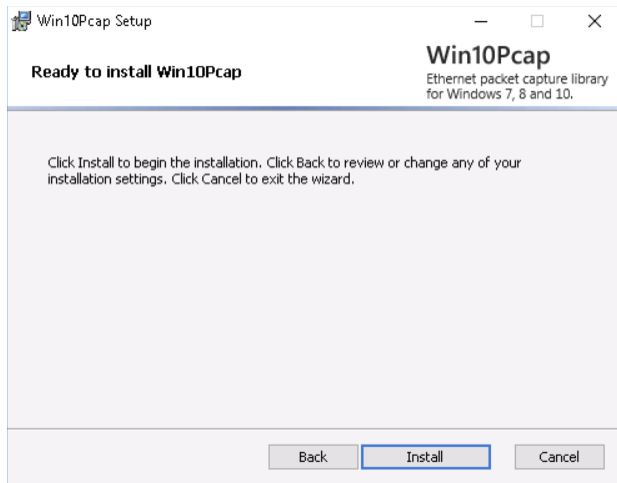 Win10Pcap Setup
Ready to install Win10Pcap
Win10Pcap
Ethernet packet capture library
for Windows 7, 8 and 10.
Click Install to begin the installation. Click Back to review or change any of your
installation settings. Click Cancel to exit the wizard.
Back
Install
Cancel